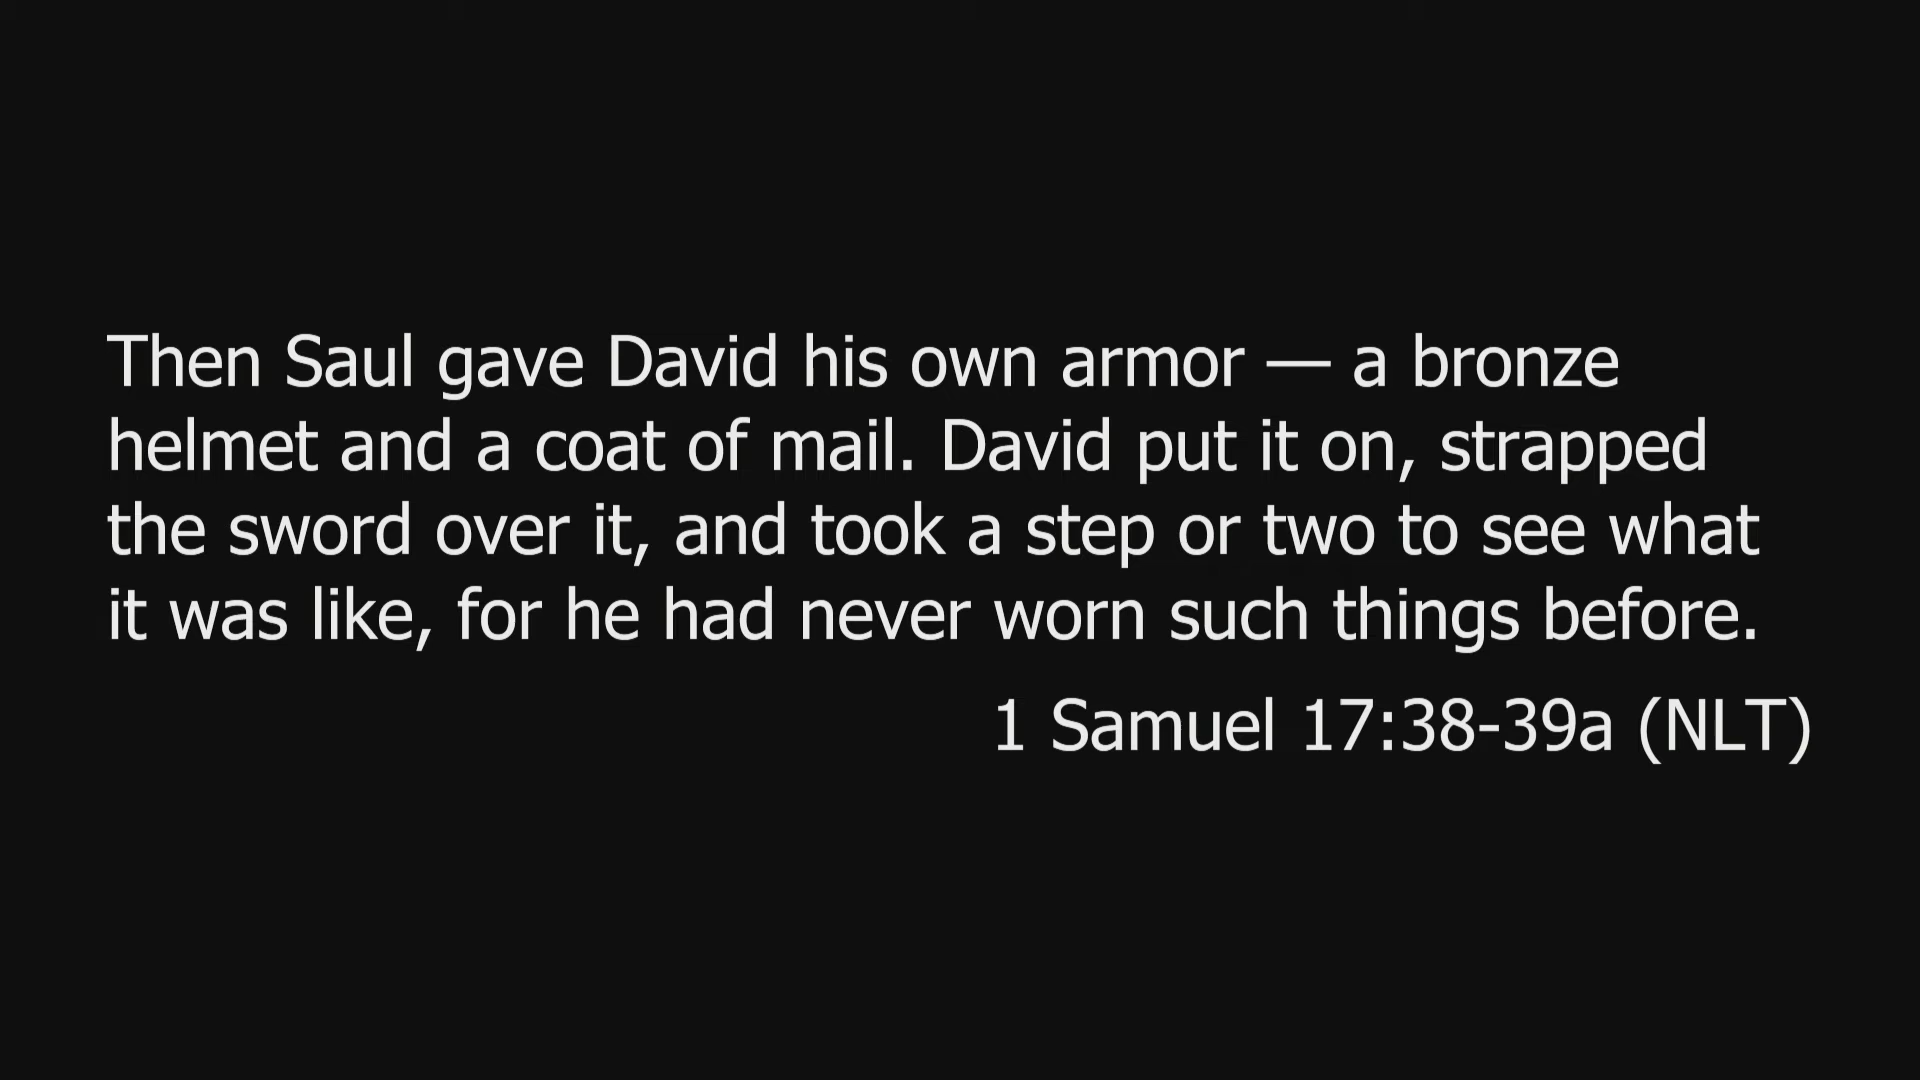 Then Saul gave David his own armor — a bronze
helmet and a coat of mail. David put it on, strapped
the sword over it, and took a step or two to see what
it was like, for he had never worn such things before.
1 Samuel 17:38-39a (NLT)